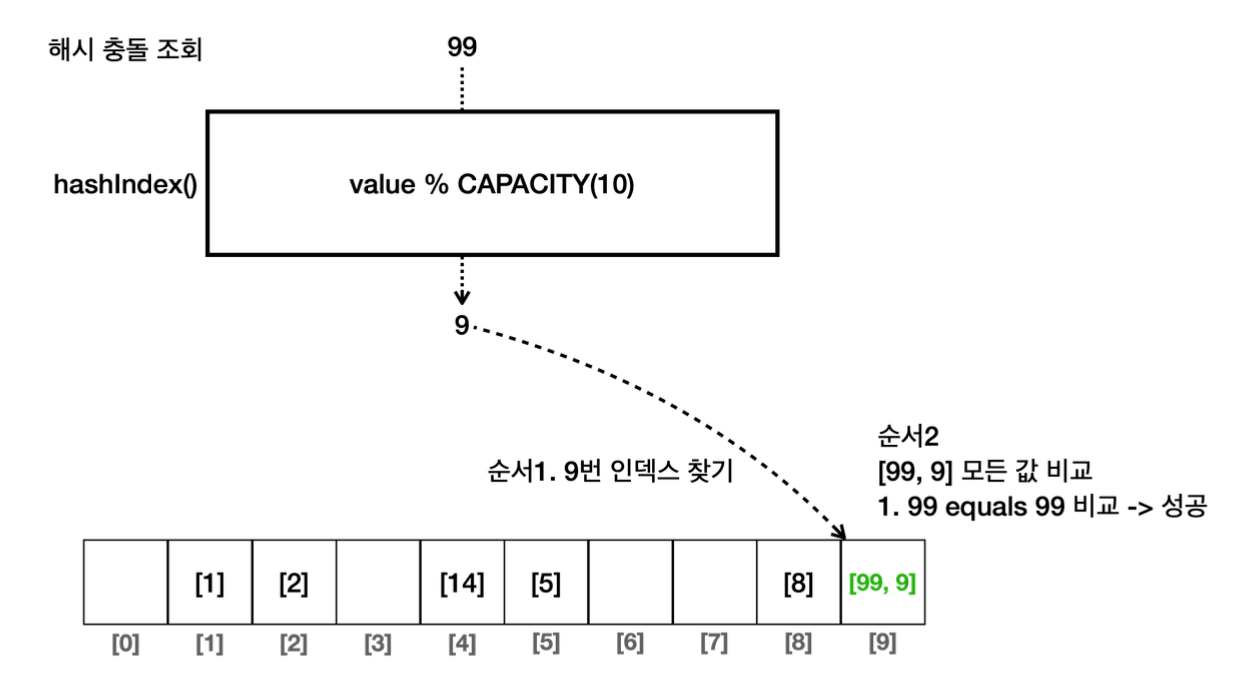 해시 충돌 조회
99
hashIndex()
value % CAPACITY(10)
9
순서1. 9번 인덱스 찾기
순서2
[99, 9] 모든 값 비교
1. 99 equals 99 비교 -> 성공
[1] [2] [14] [5] [8] [99, 9]
[0] [1] [2] [3] [4] [5] [6] [7] [8] [9]